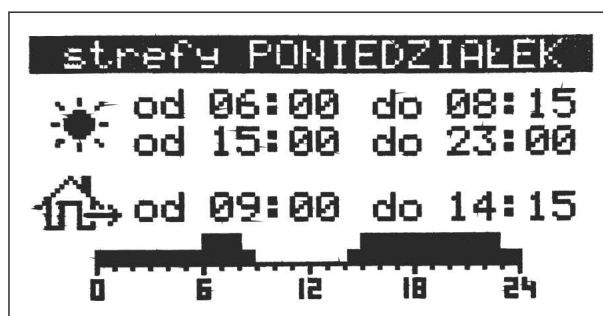 strefy PONIEDZIAŁEK
od 06:00 do 08:15
od 15:00 do 23:00
od 09:00 do 14:15
0 6 12 18 24